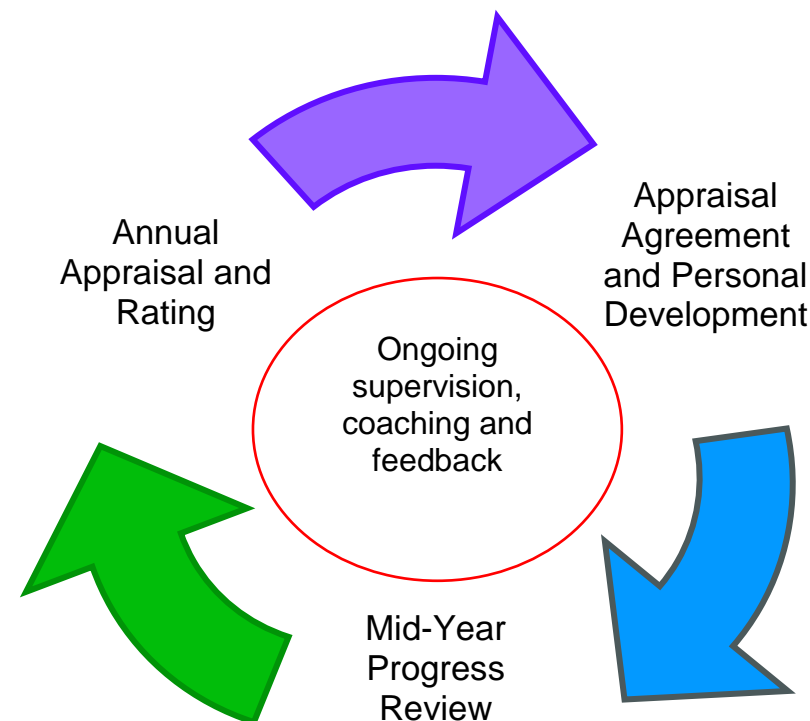 Annual
Appraisal and
Rating
Appraisal
Agreement
and Personal
Development
Ongoing
supervision,
coaching and
feedback
Mid-Year
Progress
Review